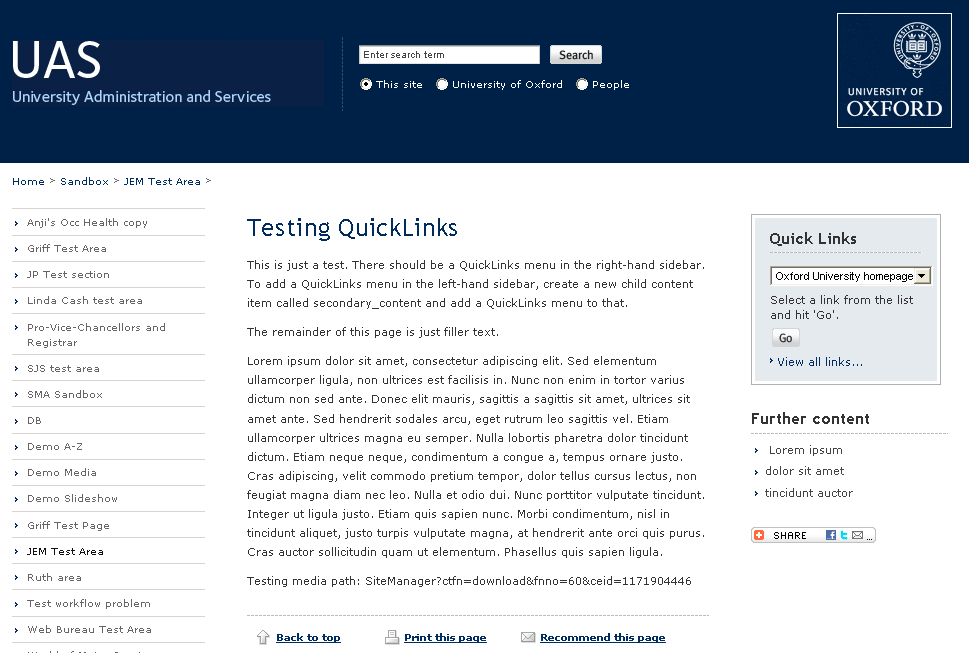 UAS
University Administration and Services
Enter search term
Search
This site University of Oxford People
UNIVERSITY OF
OXFORD
Home > Sandbox > JEM Test Area >
Anji's Occ Health copy
Griff Test Area
JP Test section
Linda Cash test area
Pro-Vice-Chancellors and
Registrar
SJS test area
SMA Sandbox
DB
Demo A-Z
Demo Media
Demo Slideshow
Griff Test Page
JEM Test Area
Ruth area
Test workflow problem
Web Bureau Test Area
Testing QuickLinks
This is just a test. There should be a QuickLinks menu in the right-hand sidebar.
To add a QuickLinks menu in the left-hand sidebar, create a new child content
item called secondary_content and add a QuickLinks menu to that.
The remainder of this page is just filler text.
Lorem ipsum dolor sit amet, consectetur adipiscing elit. Sed elementum
ullamcorper ligula, non ultrices est facilisis in. Nunc non enim in tortor varius
dictum non sed ante. Donec elit mauris, sagittis a sagittis sit amet, ultrices sit
amet ante. Sed hendrerit sodales arcu, eget rutrum leo sagittis vel. Etiam
ullamcorper ultrices magna eu semper. Nulla lobortis pharetra dolor tincidunt
dictum. Etiam neque neque, condimentum a congue a, tempus ornare justo.
Cras adipiscing, velit commodo pretium tempor, dolor tellus cursus lectus, non
feugiat magna diam nec leo. Nulla et odio dui. Nunc porttitor vulputate tincidunt.
Integer ut ligula justo. Etiam quis sapien nunc. Morbi condimentum, nisl in
tincidunt aliquet, justo turpis vulputate magna, at hendrerit ante orci quis purus.
Cras auctor sollicitudin quam ut elementum. Phasellus quis sapien ligula.
Testing media path: SiteManager?ctfn=download&fnno=60&ceid=1171904446
Back to top Print this page Recommend this page
Quick Links
Oxford University homepage
Select a link from the list
and hit 'Go'.
Go
View all links...
Further content
Lorem ipsum
dolor sit amet
tincidunt auctor
SHARE ...